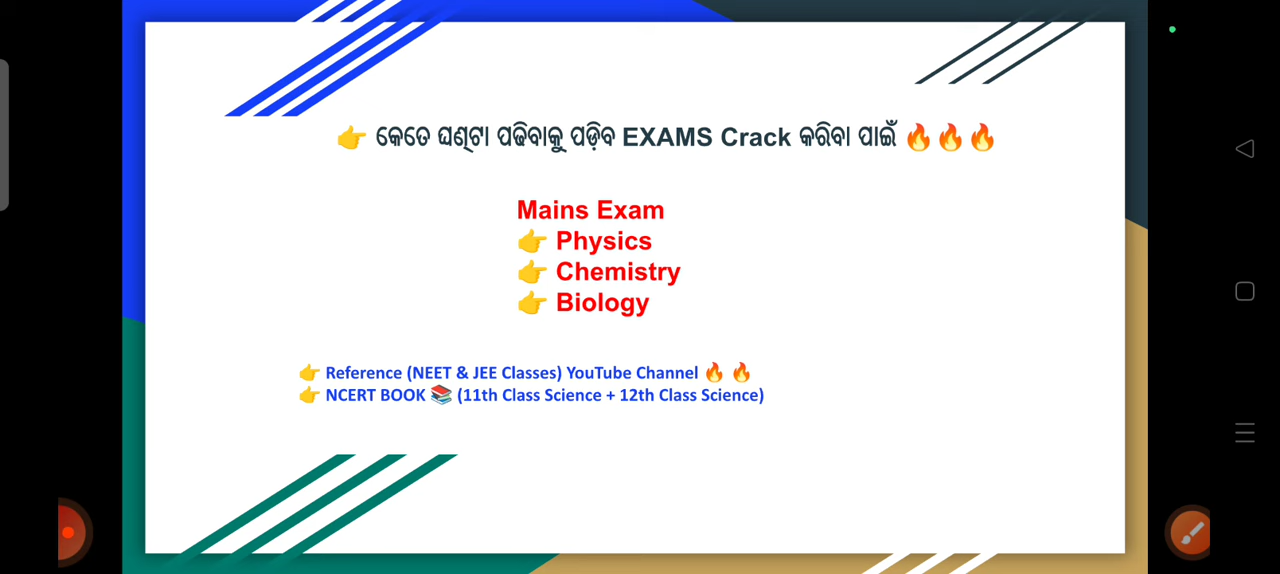 👉 କେତେ ଘଣ୍ଟା ପଢିବାକୁ ପଡ଼ିବ EXAMS Crack କରିବା ପାଇଁ 🔥🔥🔥
Mains Exam
👉 Physics
👉 Chemistry
👉 Biology
👉 Reference (NEET & JEE Classes) YouTube Channel 🔥 🔥
👉 NCERT BOOK 📚 (11th Class Science + 12th Class Science)